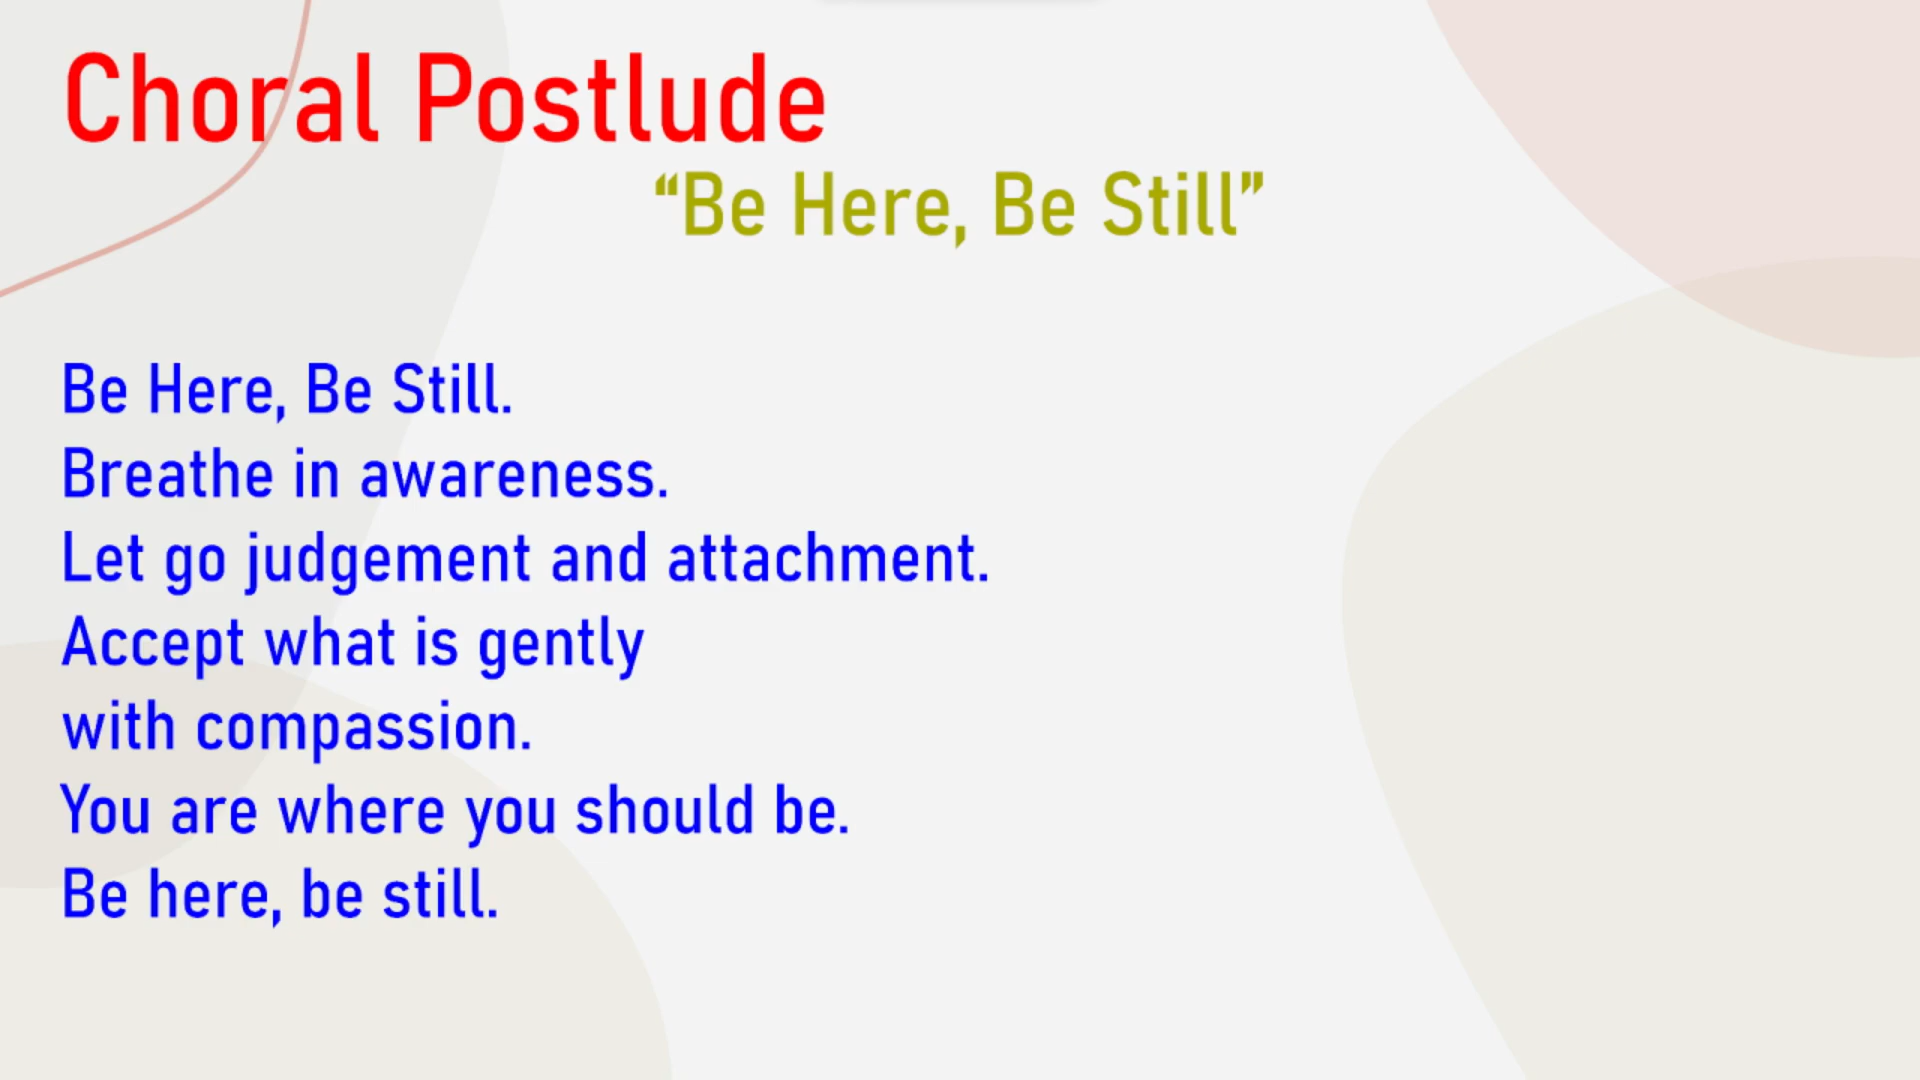 Choral Postlude
“Be Here, Be Still”
Be Here, Be Still.
Breathe in awareness.
Let go judgement and attachment.
Accept what is gently
with compassion.
You are where you should be.
Be here, be still.